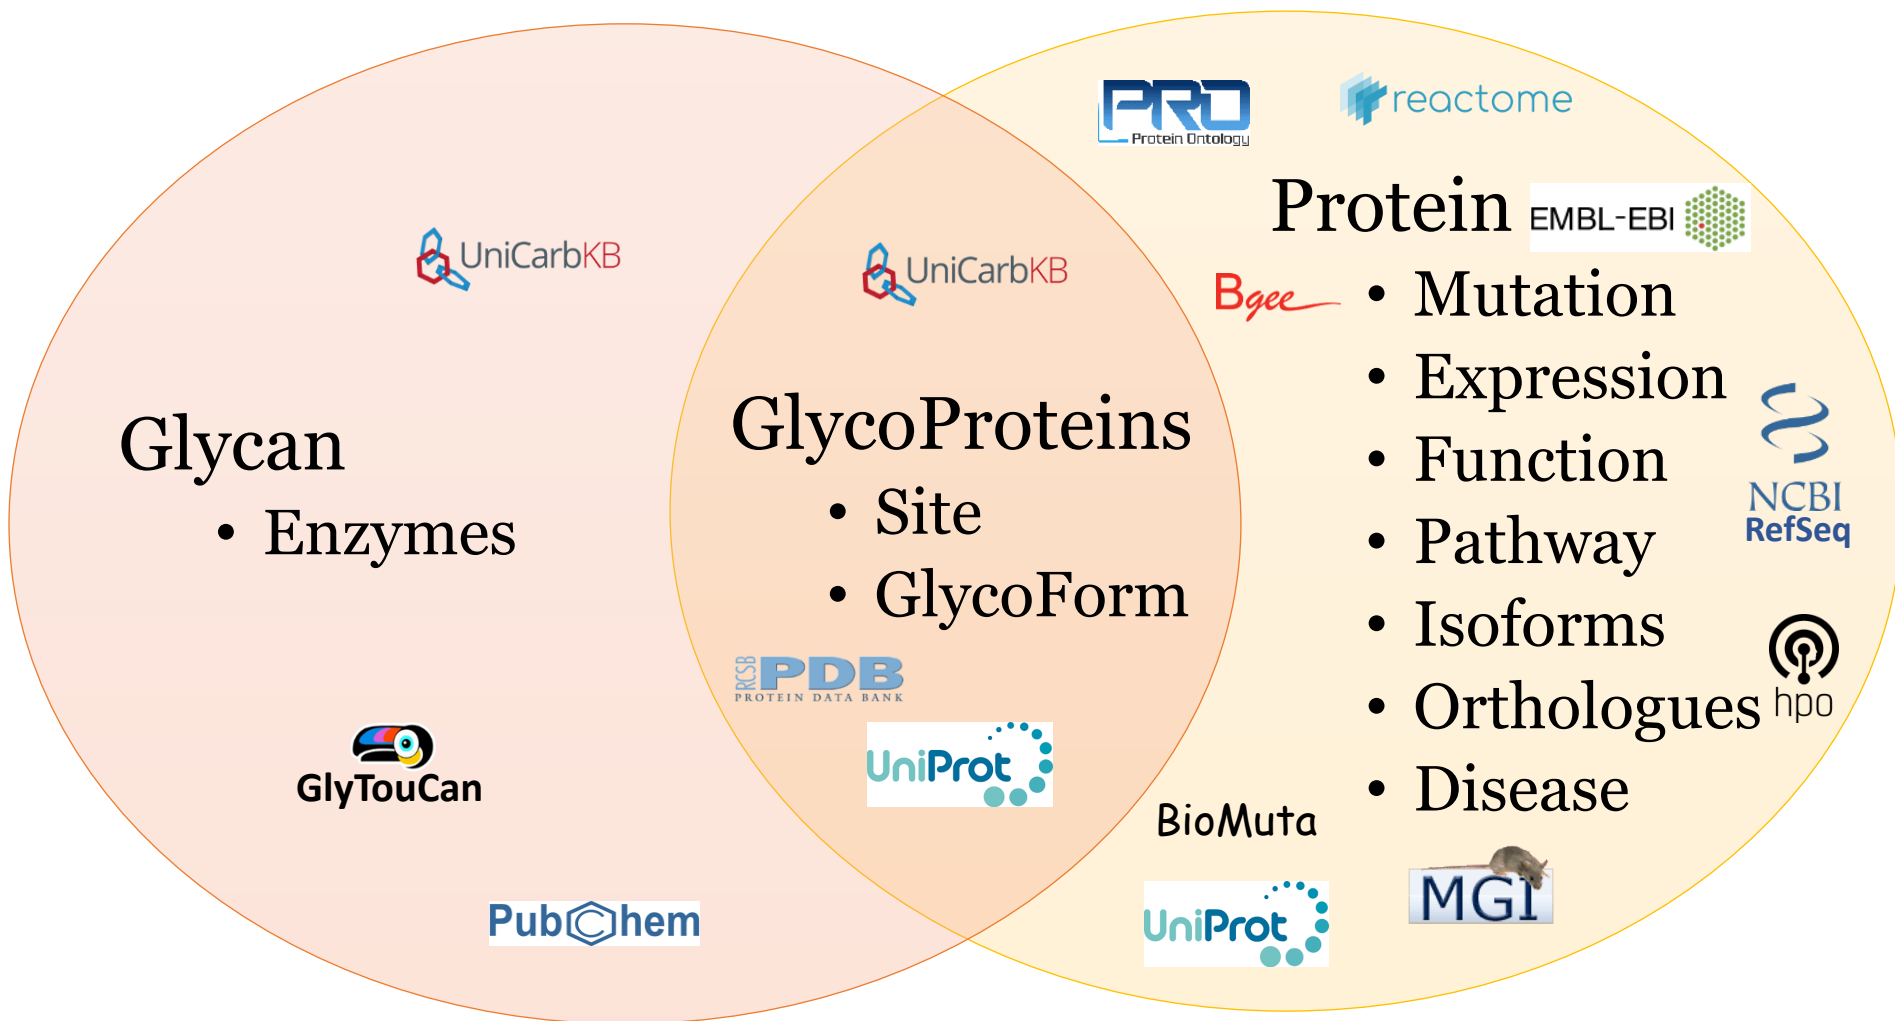 UniCarbKB
Glycan
• Enzymes
GlyTouCan
PubChem
UniCarbKB
GlycoProteins
• Site
• GlycoForm
RCSB
PDB
PROTEIN DATA BANK
UniProt
PRO
Protein Ontology
reactome
Protein
EMBL-EBI
Bgee
• Mutation
• Expression
• Function
• Pathway
• Isoforms
• Orthologues
• Disease
NCBI
RefSeq
hpo
BioMuta
UniProt
MGI